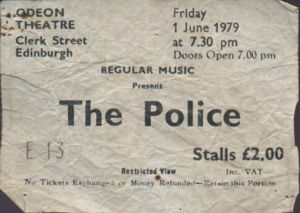 ODEON THEATRE
Clerk Street
Edinburgh
Friday
1 June 1979
at 7.30 pm
Doors Open 7.00 pm
REGULAR MUSIC
Present
The Police
E 13
Stalls £2.00
Restricted View
Inc. VAT
No Tickets Exchanged or Money Refunded—Retain this Portion